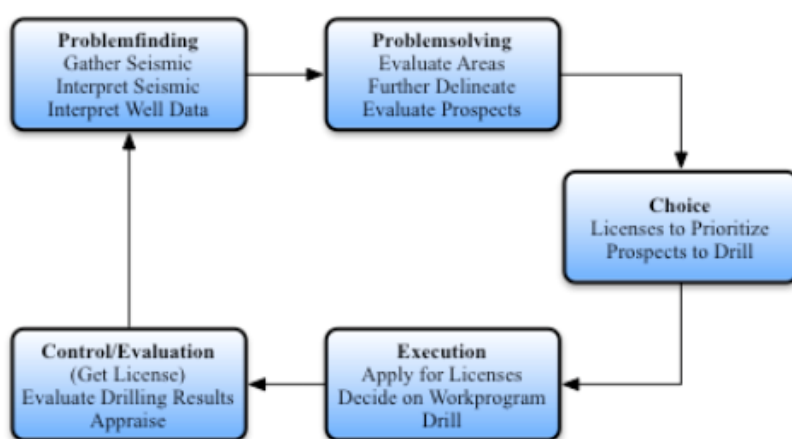 Problemfinding
Gather Seismic
Interpret Seismic
Interpret Well Data
Problemsolving
Evaluate Areas
Further Delineate
Evaluate Prospects
Choice
Licenses to Prioritize
Prospects to Drill
Execution
Apply for Licenses
Decide on Workprogram
Drill
Control/Evaluation
(Get License)
Evaluate Drilling Results
Appraise